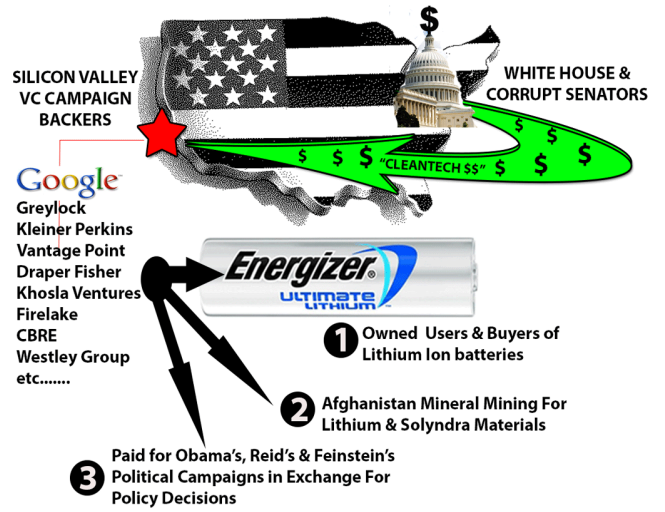 $
SILICON VALLEY
VC CAMPAIGN
BACKERS
WHITE HOUSE &
CORRUPT SENATORS
$ $ $ "CLEANTECH $$" $ $ $ $ $
Google
Greylock
Kleiner Perkins
Vantage Point
Draper Fisher
Khosla Ventures
Firelake
CBRE
Westley Group
etc.......
Energizer®
ULTIMATE
LITHIUM™
1 Owned Users & Buyers of
Lithium Ion batteries
2 Afghanistan Mineral Mining For
Lithium & Solyndra Materials
3 Paid for Obama's, Reid's & Feinstein's
Political Campaigns in Exchange For
Policy Decisions